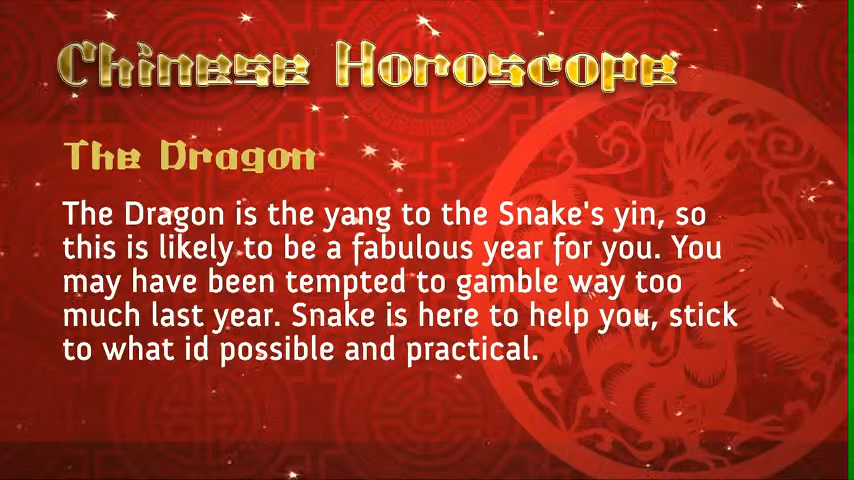 Chinese Horoscope
The Dragon
The Dragon is the yang to the Snake's yin, so
this is likely to be a fabulous year for you. You
may have been tempted to gamble way too
much last year. Snake is here to help you, stick
to what id possible and practical.